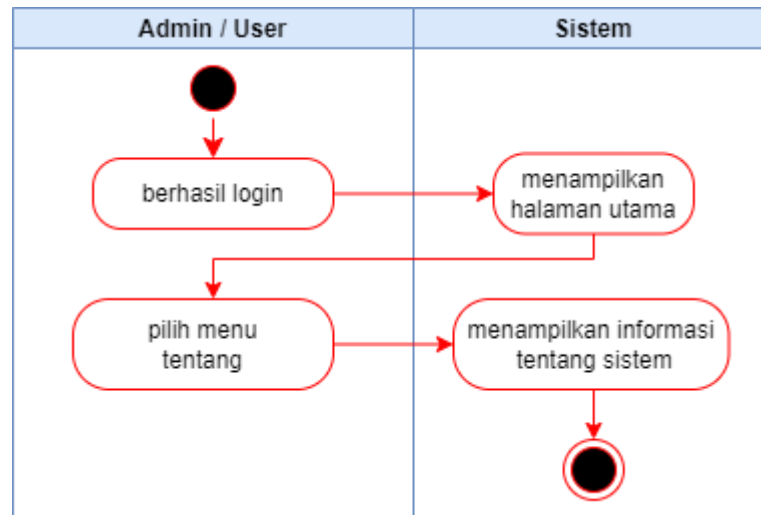 Admin / User
Sistem
berhasil login
menampilkan
halaman utama
pilih menu
tentang
menampilkan informasi
tentang sistem